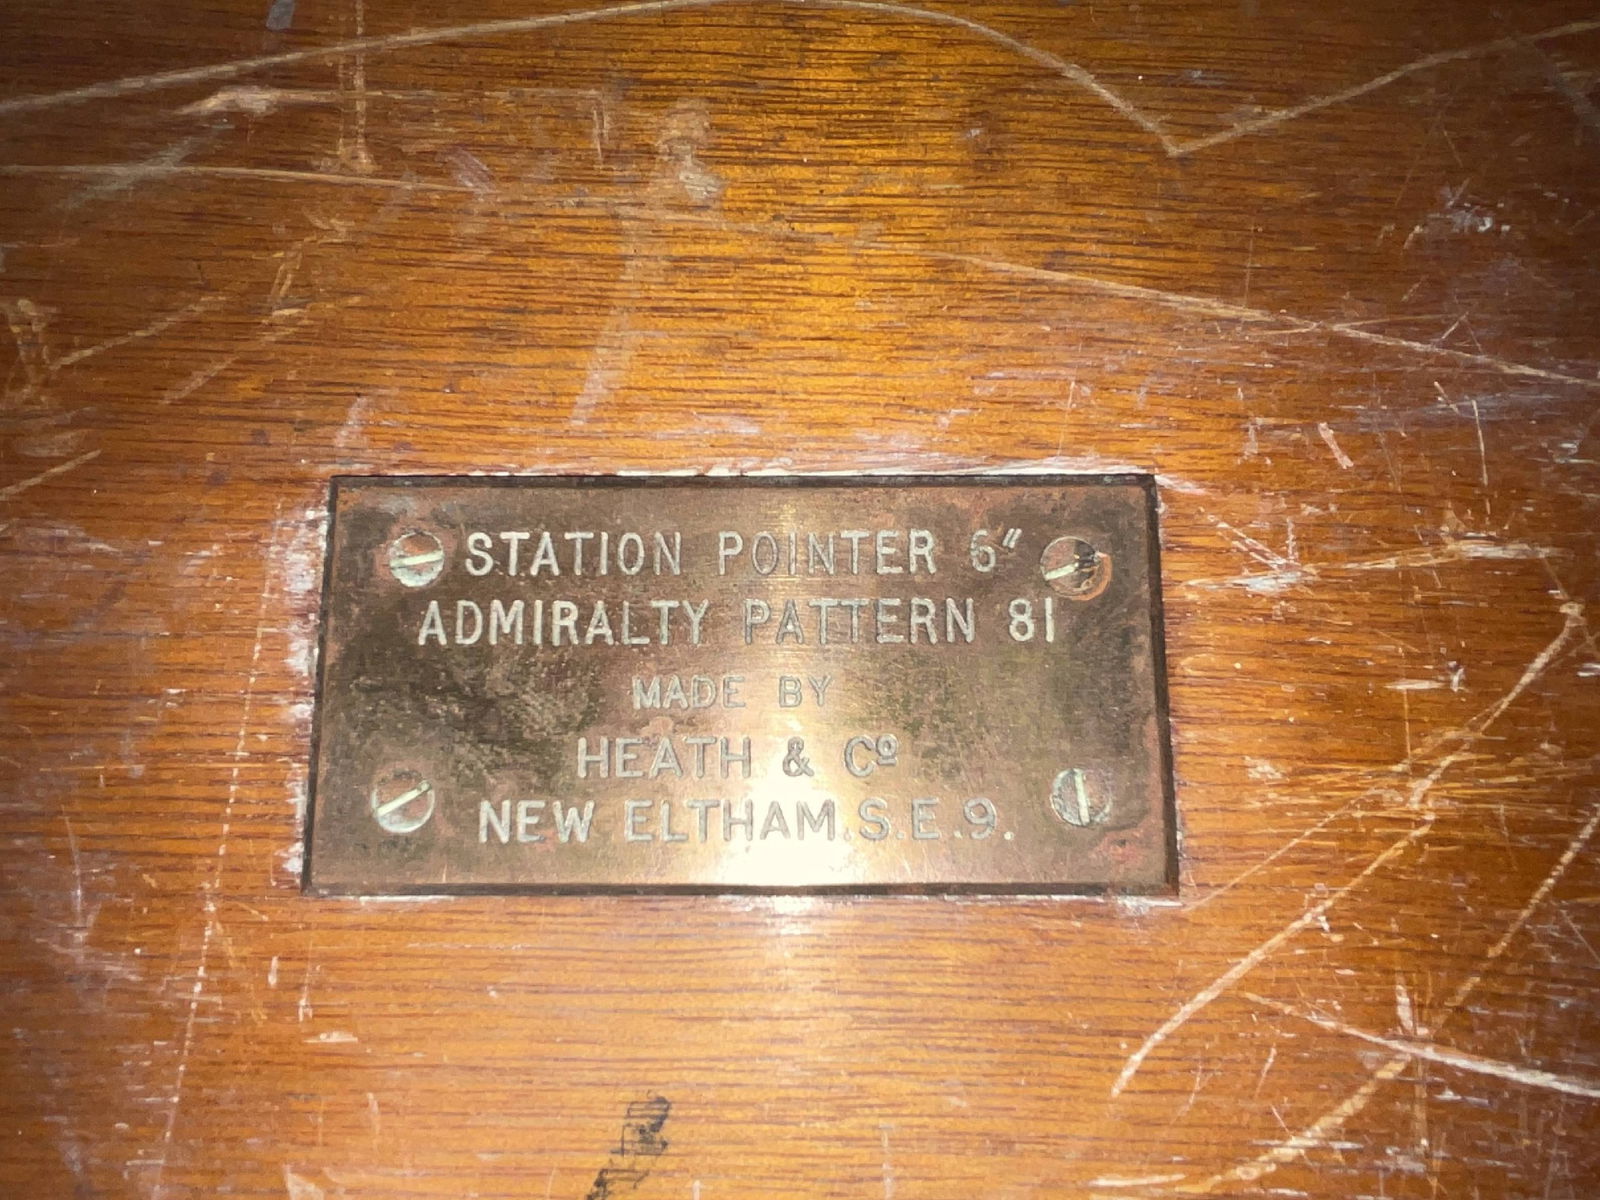 STATION POINTER 6"
ADMIRALTY PATTERN 81
MADE BY
HEATH & Cº
NEW ELTHAM.S.E.9.